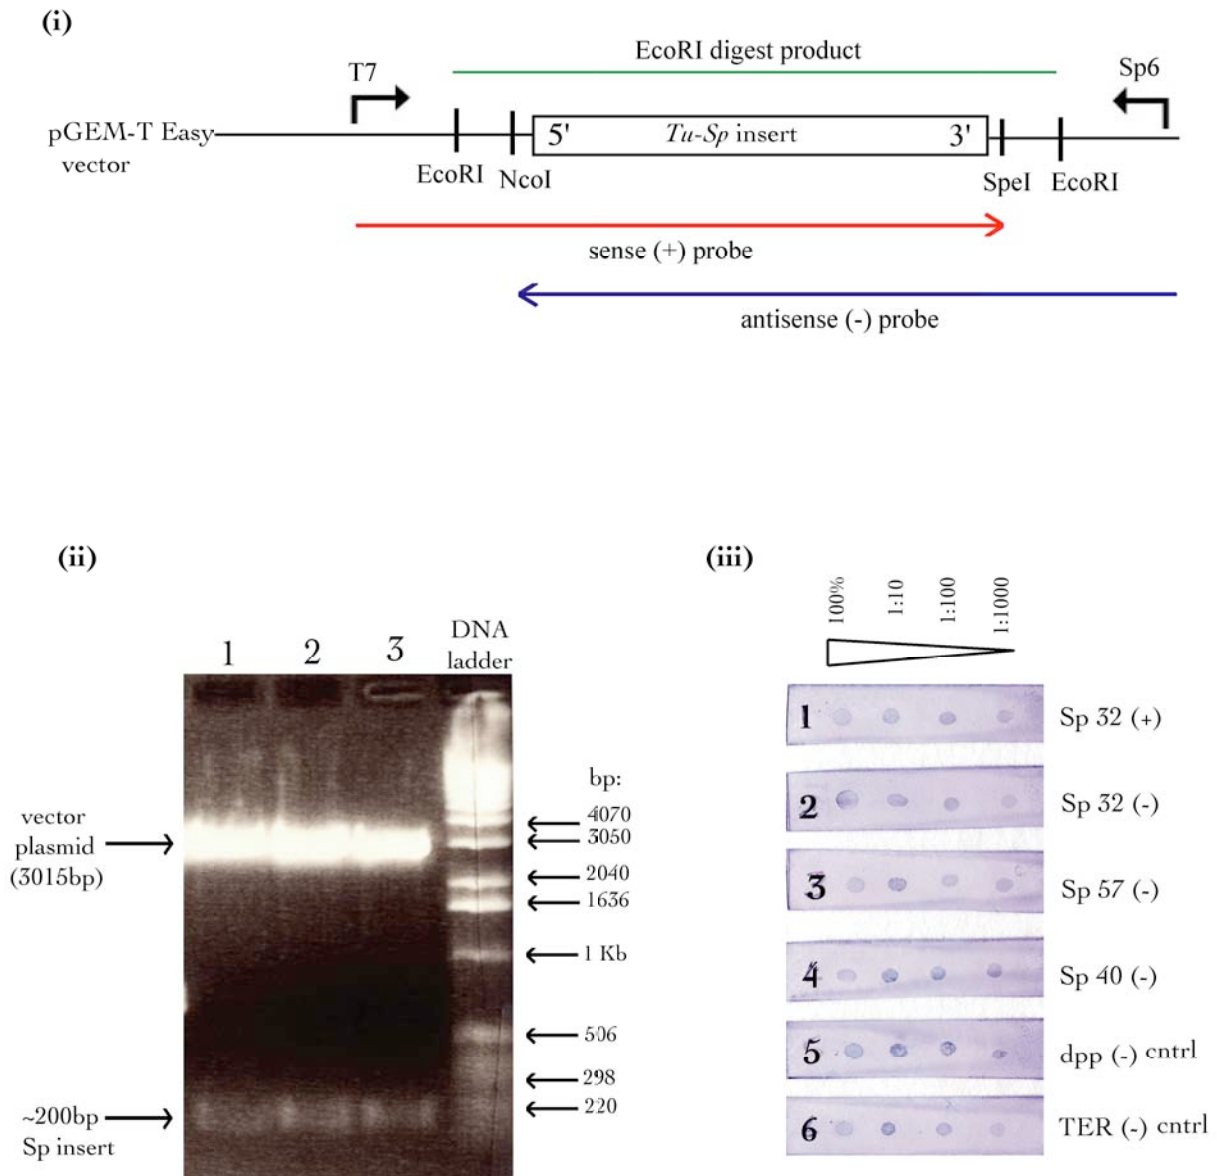 (i)
EcoRI digest product
T7
Sp6
pGEM-T Easy
vector
5'
Tu-Sp insert
3'
EcoRI
NcoI
SpeI
EcoRI
sense (+) probe
antisense (-) probe
(ii)
1
2
3
DNA
ladder
bp:
4070
3050
2040
1636
1 Kb
506
298
220
vector
plasmid
(3015bp)
~200bp
Sp insert
(iii)
100%
1:10
1:100
1:1000
1
Sp 32 (+)
2
Sp 32 (-)
3
Sp 57 (-)
4
Sp 40 (-)
5
dpp (-) cntrl
6
TER (-) cntrl